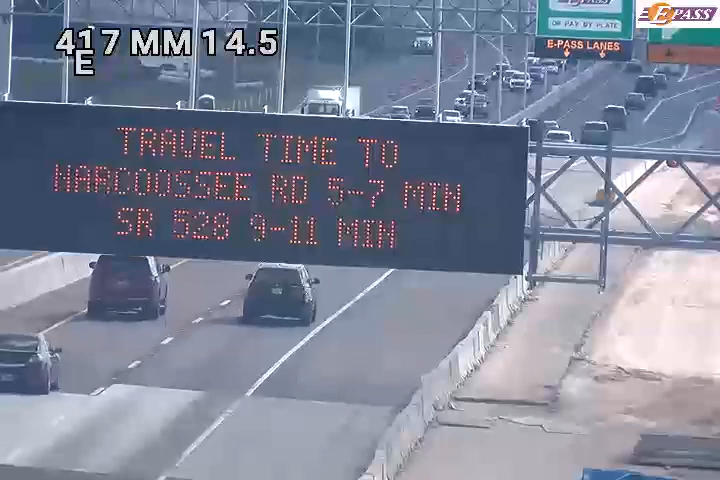 417 MM 14.5
E
E-PASS
OR PAY BY PLATE
E-PASS LANES
TRAVEL TIME TO
NARCOOSSEE RD 5-7 MIN
SR 528 9-11 MIN